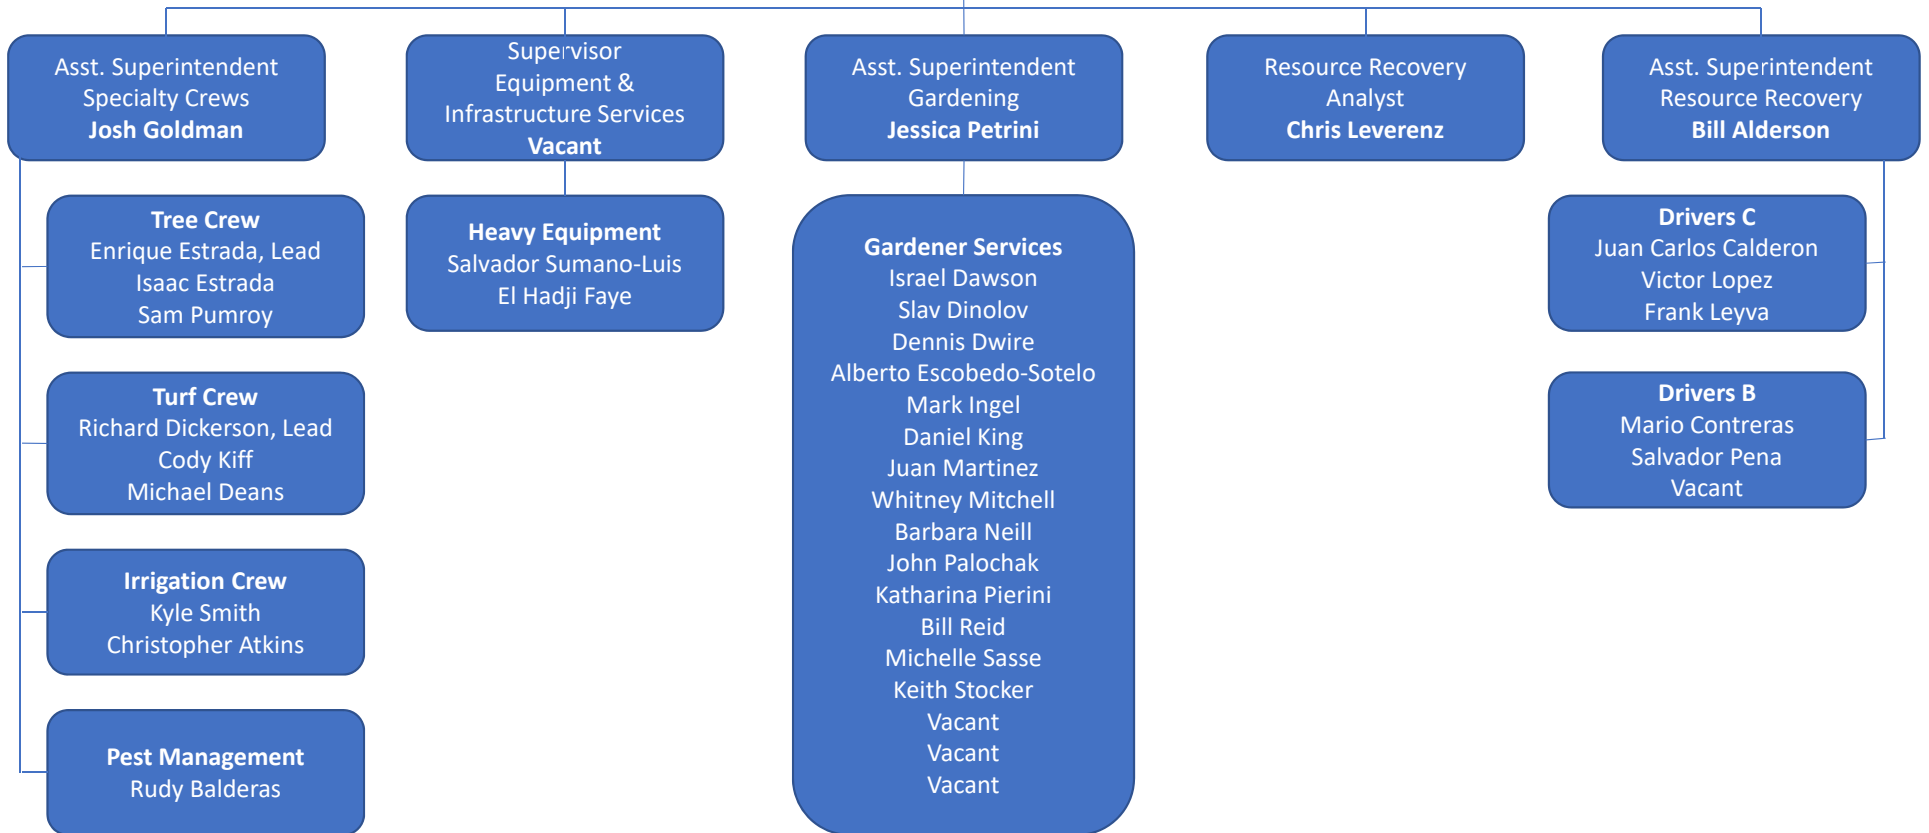 Asst. Superintendent
Specialty Crews
Josh Goldman
Supervisor
Equipment &
Infrastructure Services
Vacant
Asst. Superintendent
Gardening
Jessica Petrini
Resource Recovery
Analyst
Chris Leverenz
Asst. Superintendent
Resource Recovery
Bill Alderson
Tree Crew
Enrique Estrada, Lead
Isaac Estrada
Sam Pumroy
Turf Crew
Richard Dickerson, Lead
Cody Kiff
Michael Deans
Irrigation Crew
Kyle Smith
Christopher Atkins
Pest Management
Rudy Balderas
Heavy Equipment
Salvador Sumano-Luis
El Hadji Faye
Gardener Services
Israel Dawson
Slav Dinolov
Dennis Dwire
Alberto Escobedo-Sotelo
Mark Ingel
Daniel King
Juan Martinez
Whitney Mitchell
Barbara Neill
John Palochak
Katharina Pierini
Bill Reid
Michelle Sasse
Keith Stocker
Vacant
Vacant
Vacant
Drivers C
Juan Carlos Calderon
Victor Lopez
Frank Leyva
Drivers B
Mario Contreras
Salvador Pena
Vacant